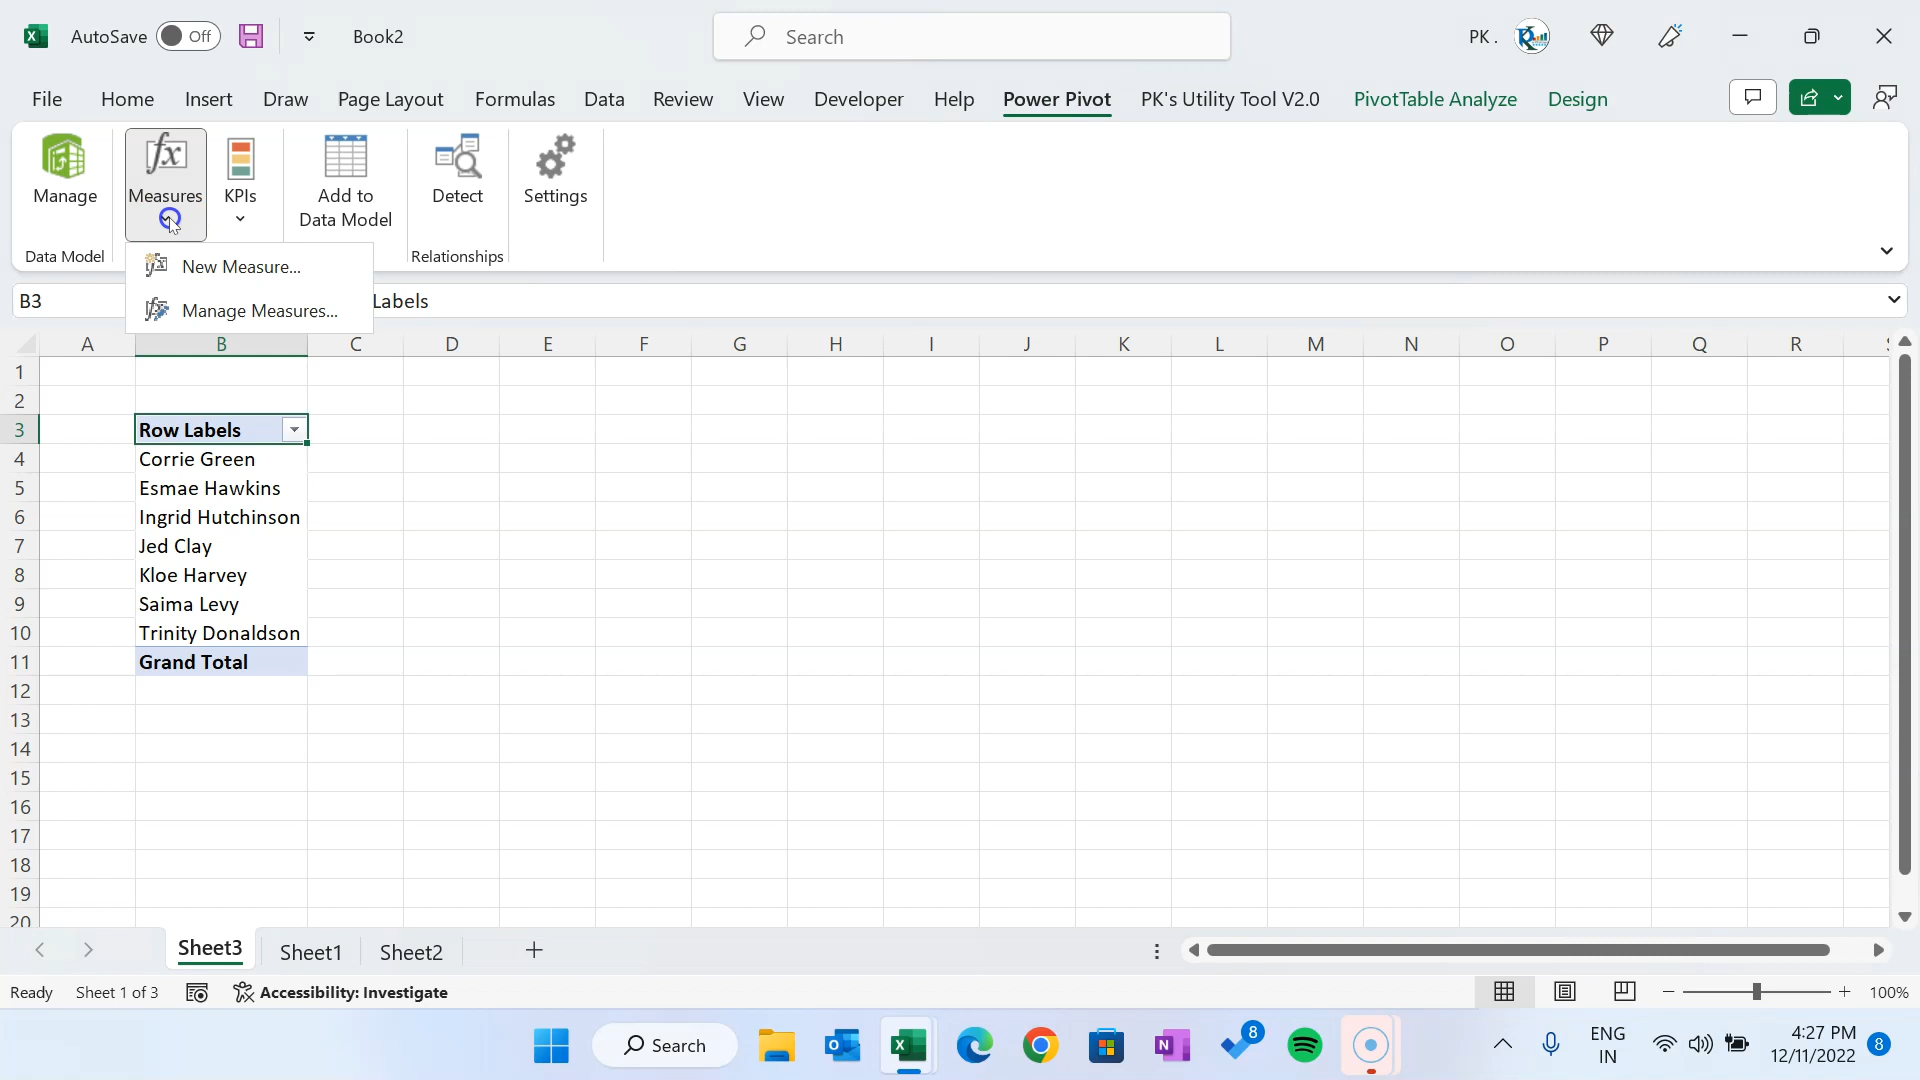 AutoSave Off Book2 Search PK .
File Home Insert Draw Page Layout Formulas Data Review View Developer Help Power Pivot PK's Utility Tool V2.0 PivotTable Analyze Design
Manage Measures KPIs Add to Data Model Detect Settings
Data Model Relationships
New Measure...
B3 Labels
Manage Measures...
A B C D E F G H I J K L M N O P Q R
1
2
3 Row Labels
4 Corrie Green
5 Esmae Hawkins
6 Ingrid Hutchinson
7 Jed Clay
8 Kloe Harvey
9 Saima Levy
10 Trinity Donaldson
11 Grand Total
12
13
14
15
16
17
18
19
20
Sheet3 Sheet1 Sheet2
Ready Sheet 1 of 3 Accessibility: Investigate 100%
Search 8 ENG 4:27 PM 8
IN 12/11/2022